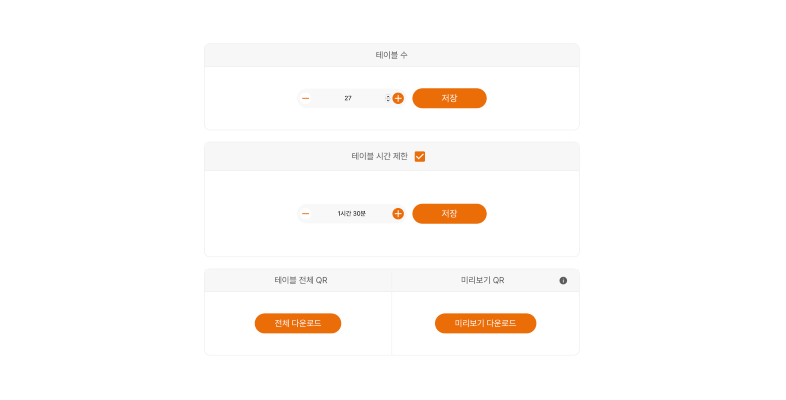 테이블 수
27
저장
테이블 시간 제한
1시간 30분
저장
테이블 전체 QR
미리보기 QR
전체 다운로드
미리보기 다운로드